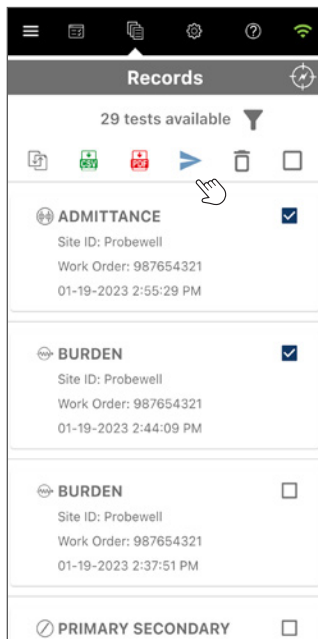 Records
29 tests available
CSV
PDF
ADMITTANCE
Site ID: Probewell
Work Order: 987654321
01-19-2023 2:55:29 PM
BURDEN
Site ID: Probewell
Work Order: 987654321
01-19-2023 2:44:09 PM
BURDEN
Site ID: Probewell
Work Order: 987654321
01-19-2023 2:37:51 PM
PRIMARY SECONDARY